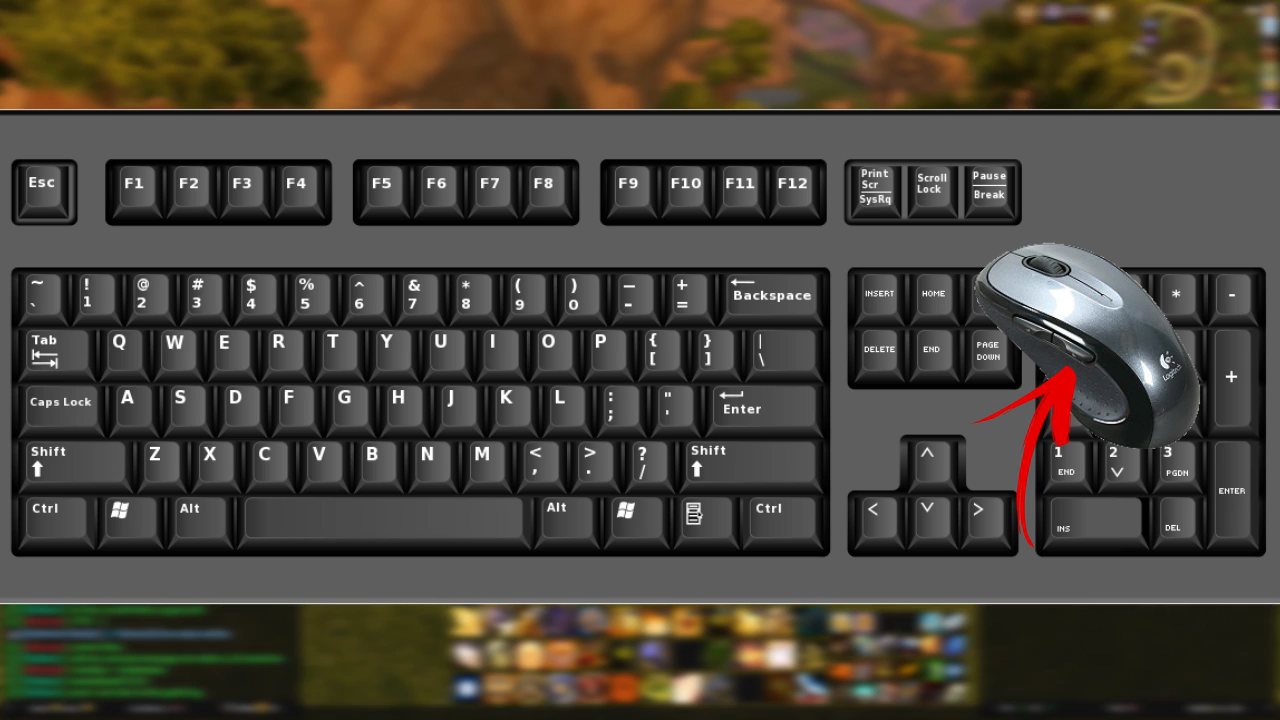 Esc F1 F2 F3 F4 F5 F6 F7 F8 F9 F10 F11 F12 Print Scr SysRq Scroll Lock Pause Break
~ ` ! 1 @ 2 # 3 $ 4 % 5 ^ 6 & 7 * 8 ( 9 ) 0 – - + = Backspace INSERT HOME * -
Tab Q W E R T Y U I O P { [ } ] | \ DELETE END PAGE DOWN +
Logitech
Caps Lock A S D F G H J K L : ; " ' Enter
Shift Z X C V B N M < , > . ? / Shift ^ 1 END 2 3 PGDN ENTER
Ctrl Alt Alt Ctrl < > INS DEL